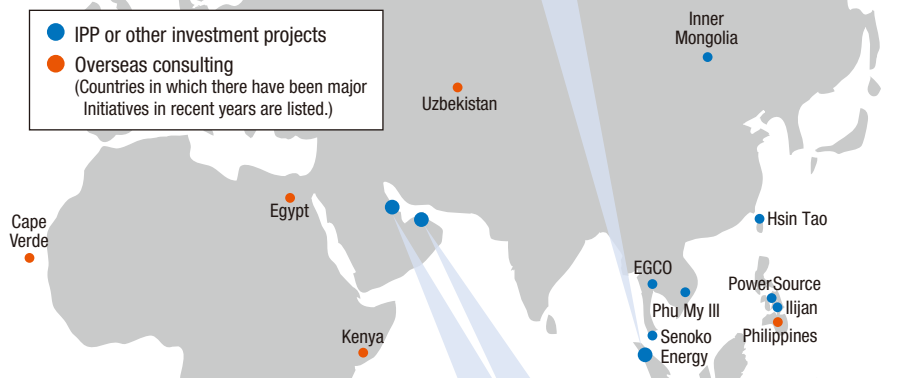 IPP or other investment projects
Overseas consulting
(Countries in which there have been major
Initiatives in recent years are listed.)
Inner
Mongolia
Uzbekistan
Egypt
Cape
Verde
Hsin Tao
EGCO
PowerSource
Phu My III
Ilijan
Senoko
Energy
Philippines
Kenya